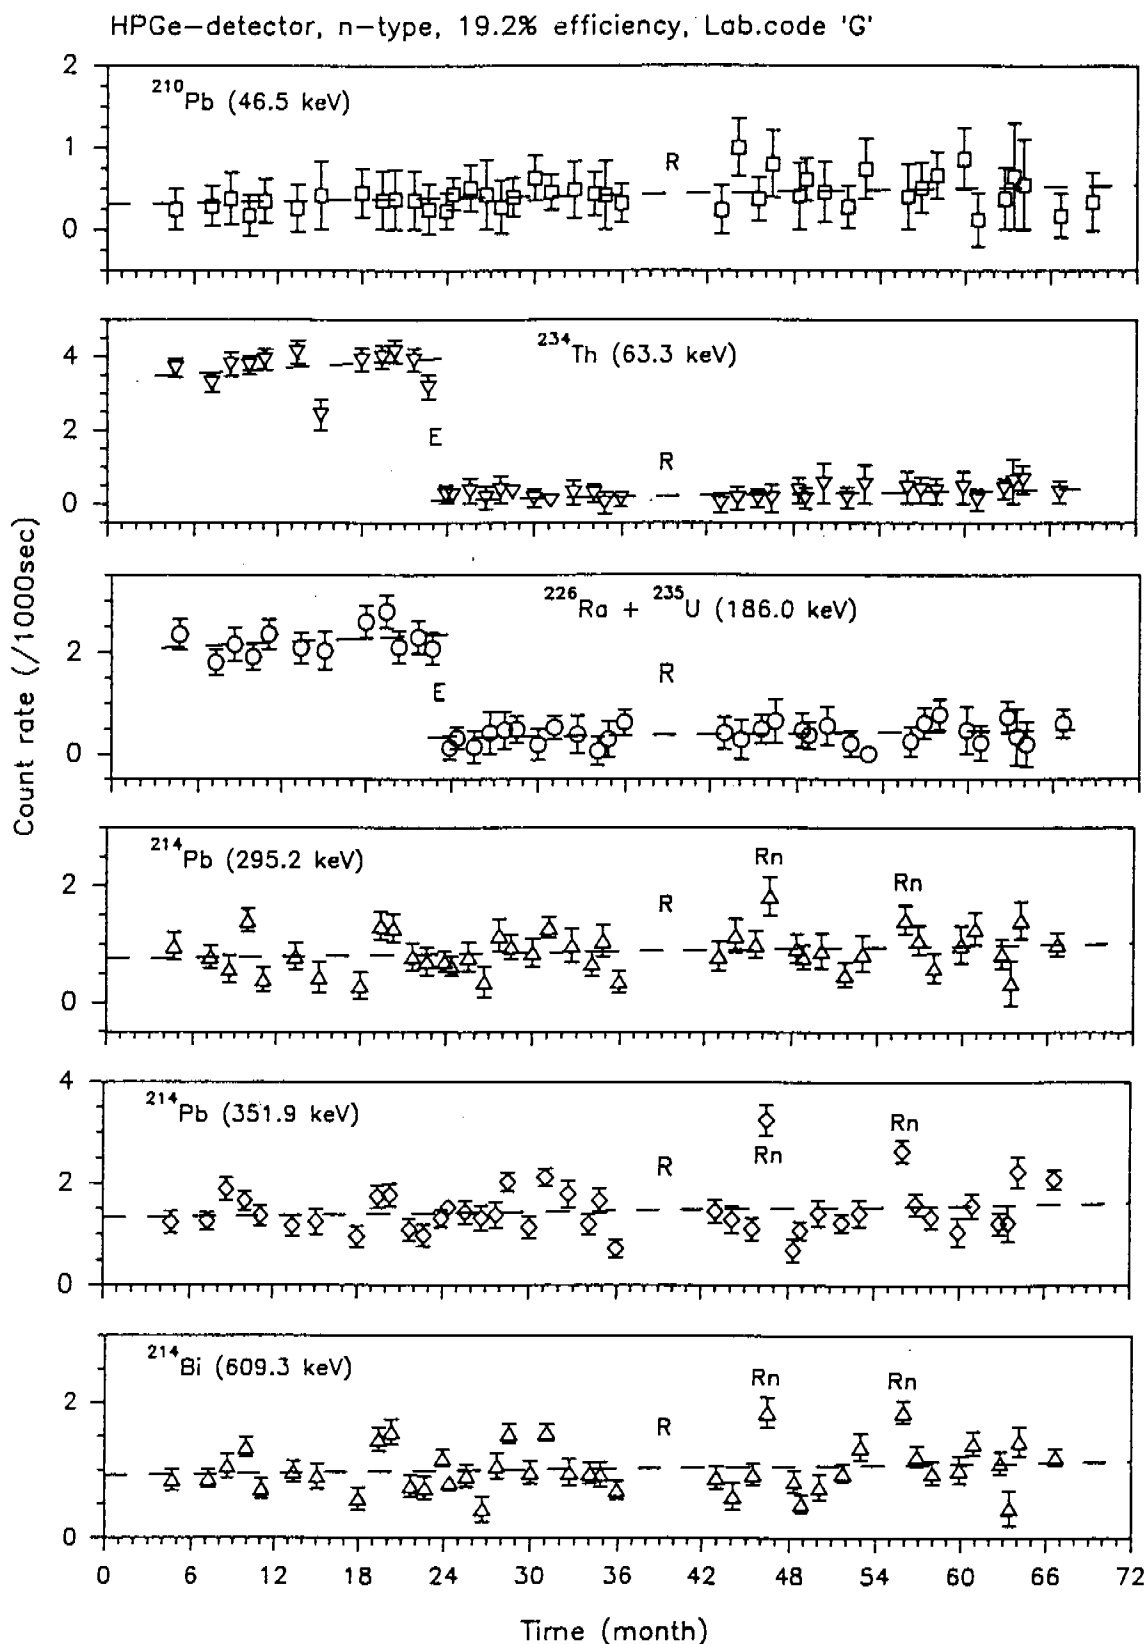 HPGe-detector, n-type, 19.2% efficiency, Lab.code 'G'
Count rate (/1000sec)
2
1
0
²¹⁰Pb (46.5 keV)
R
4
2
0
²³⁴Th (63.3 keV)
E
R
2
0
²²⁶Ra + ²³⁵U (186.0 keV)
E
R
2
0
²¹⁴Pb (295.2 keV)
R
Rn
Rn
4
2
0
²¹⁴Pb (351.9 keV)
R
Rn
Rn
2
0
²¹⁴Bi (609.3 keV)
R
Rn
Rn
0 6 12 18 24 30 36 42 48 54 60 66 72
Time (month)